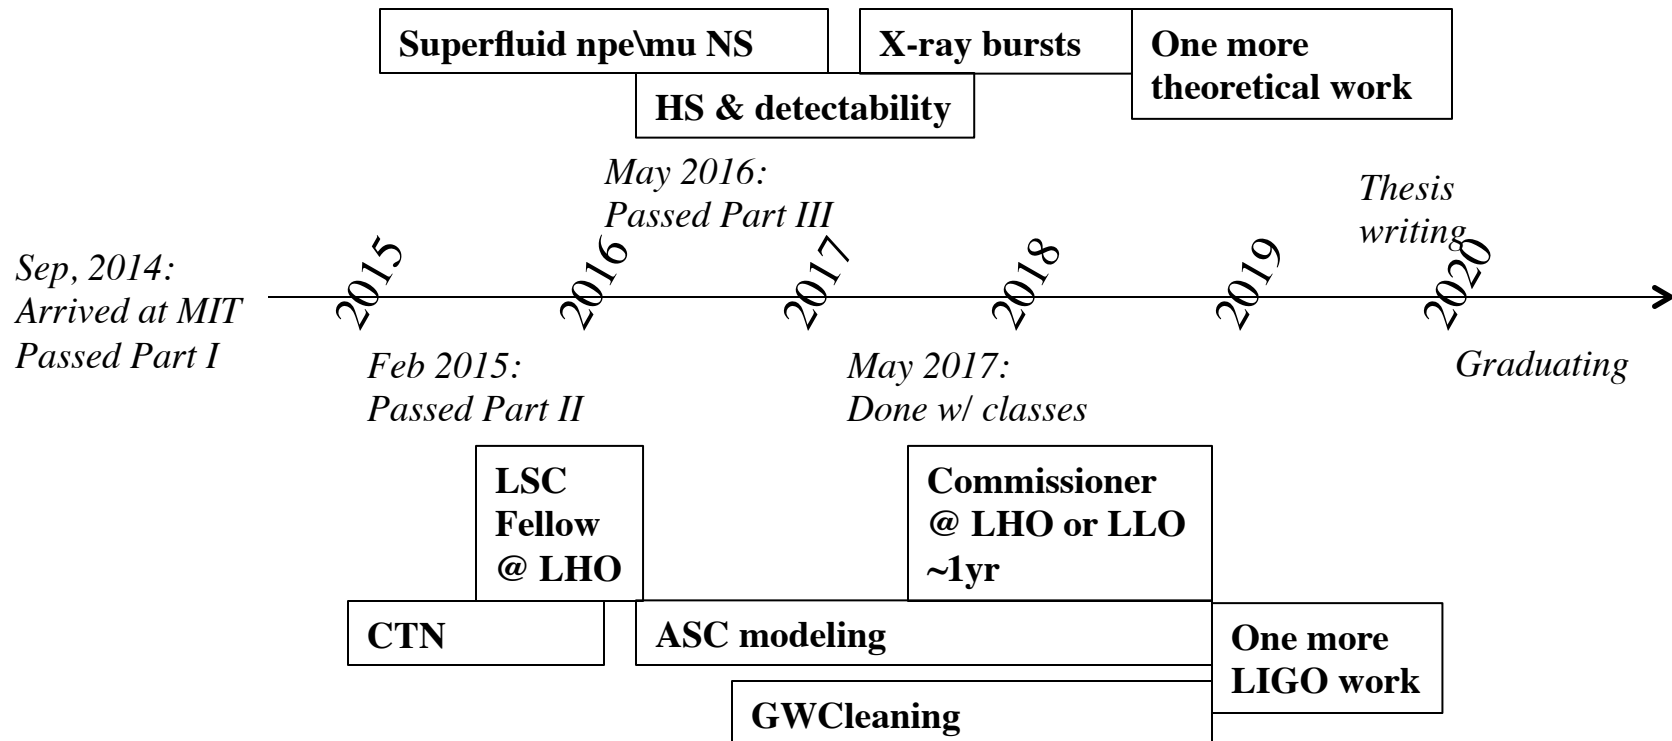 Superfluid npe\mu NS
X-ray bursts
One more
theoretical work
HS & detectability
May 2016:
Passed Part III
Thesis
writing
Sep, 2014:
Arrived at MIT
Passed Part I
2015
2016
2017
2018
2019
2020
Feb 2015:
Passed Part II
May 2017:
Done w/ classes
Graduating
LSC
Fellow
@ LHO
Commissioner
@ LHO or LLO
~1yr
CTN
ASC modeling
One more
LIGO work
GWCleaning